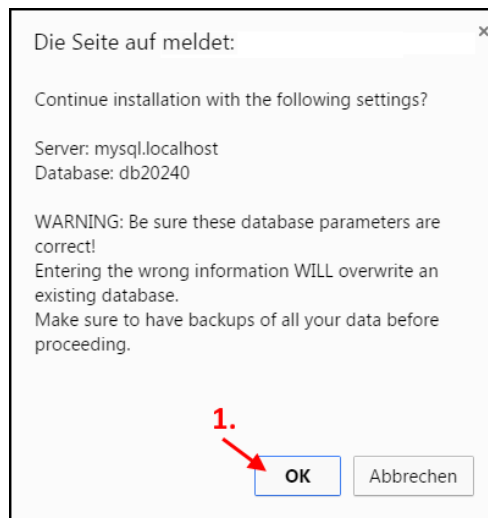 Die Seite auf meldet:
Continue installation with the following settings?
Server: mysql.localhost
Database: db20240
WARNING: Be sure these database parameters are
correct!
Entering the wrong information WILL overwrite an
existing database.
Make sure to have backups of all your data before
proceeding.
1.
OK Abbrechen